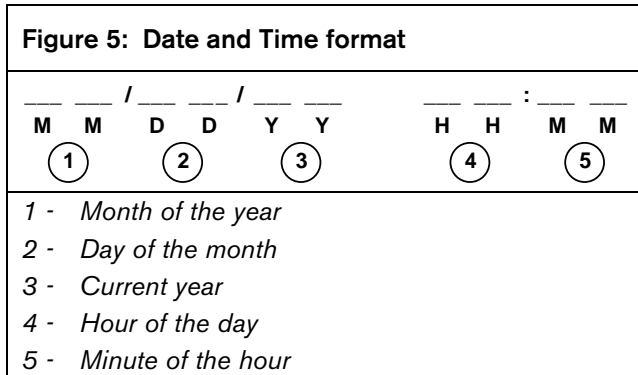 Figure 5: Date and Time format
___ ___ / ___ ___ / ___ ___ ___ ___ : ___ ___
M M D D Y Y H H M M
1 2 3 4 5
1 - Month of the year
2 - Day of the month
3 - Current year
4 - Hour of the day
5 - Minute of the hour